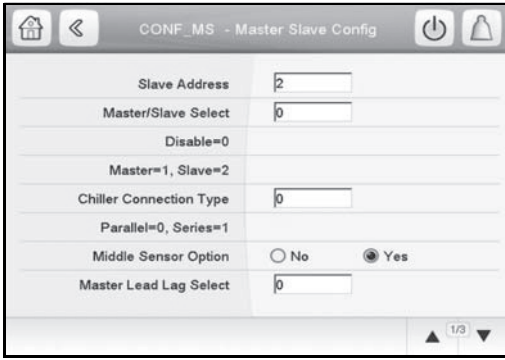 CONF_MS - Master Slave Config
Slave Address 2
Master/Slave Select 0
Disable=0
Master=1, Slave=2
Chiller Connection Type 0
Parallel=0, Series=1
Middle Sensor Option No Yes
Master Lead Lag Select 0
1/3